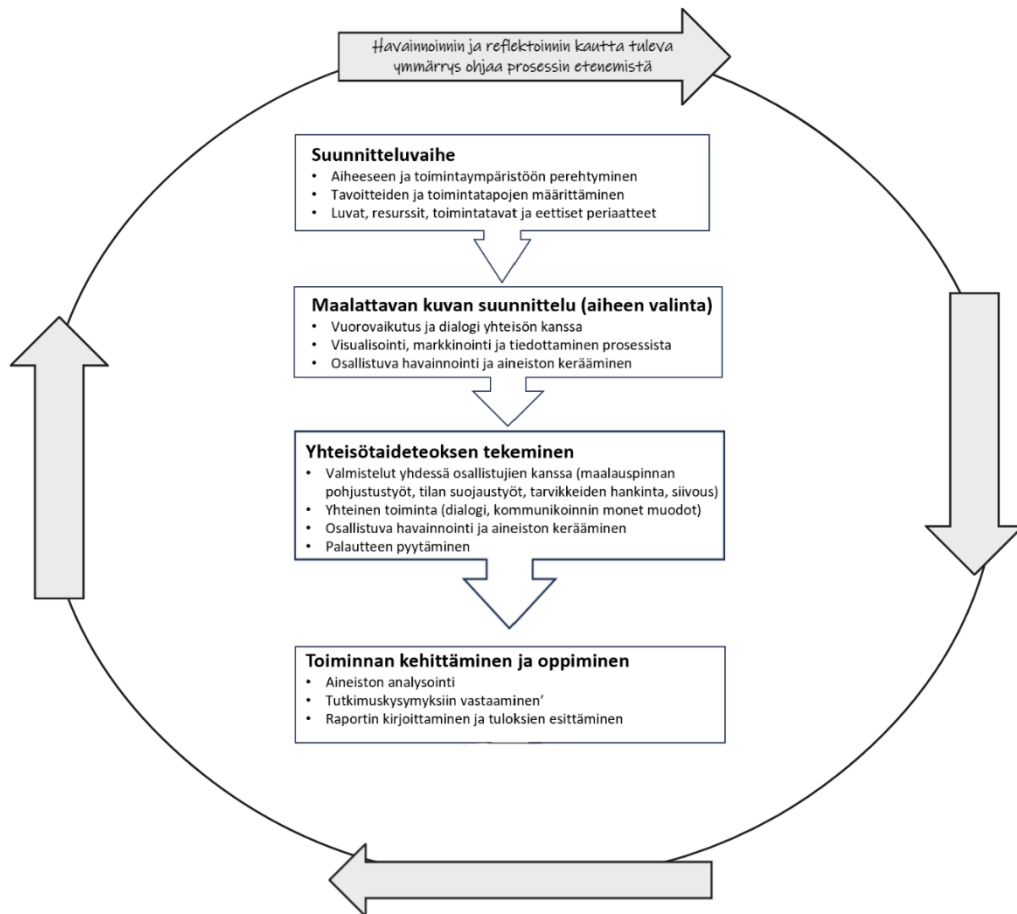 Havainnoinnin ja reflektoinnin kautta tuleva
ymmärrys ohjaa prosessin etenemistä
Suunnitteluvaihe
• Aiheeseen ja toimintaympäristöön perehtyminen
• Tavoitteiden ja toimintatapojen määrittäminen
• Luvat, resurssit, toimintatavat ja eettiset periaatteet
Maalattavan kuvan suunnittelu (aiheen valinta)
• Vuorovaikutus ja dialogi yhteisön kanssa
• Visualisointi, markkinointi ja tiedottaminen prosessista
• Osallistuva havainnointi ja aineiston kerääminen
Yhteisötaideteoksen tekeminen
• Valmistelut yhdessä osallistujien kanssa (maalauspinnan
pohjustustyöt, tilan suojaustyöt, tarvikkeiden hankinta, siivous)
• Yhteinen toiminta (dialogi, kommunikoinnin monet muodot)
• Osallistuva havainnointi ja aineiston kerääminen
• Palautteen pyytäminen
Toiminnan kehittäminen ja oppiminen
• Aineiston analysointi
• Tutkimuskysymyksiin vastaaminen’
• Raportin kirjoittaminen ja tuloksien esittäminen